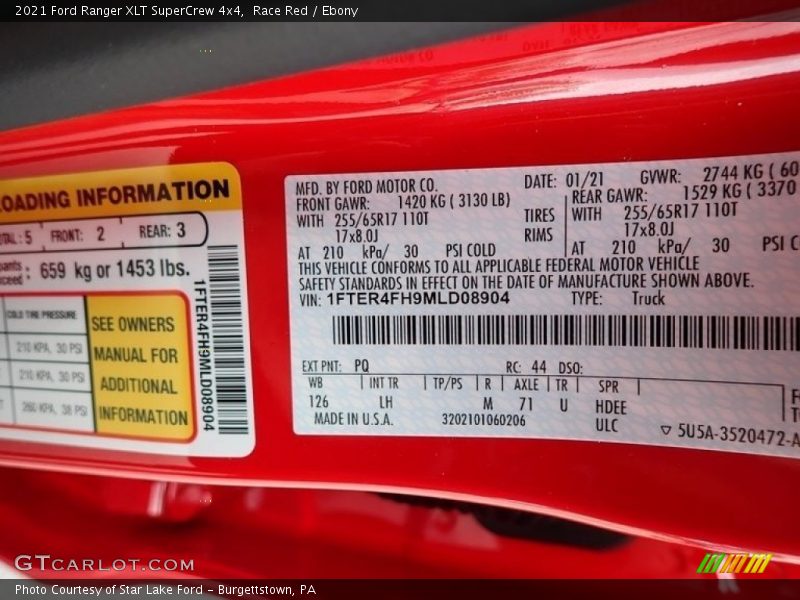 2021 Ford Ranger XLT SuperCrew 4x4,  Race Red / Ebony
LOADING INFORMATION
TOTAL : 5 FRONT: 2 REAR: 3
: 659 kg or 1453 lbs.
COLD TIRE PRESSURE
210 KPA, 30 PSI
210 KPA, 30 PSI
260 KPA, 38 PSI
SEE OWNERS
MANUAL FOR
ADDITIONAL
INFORMATION
1FTER4FH9MLD08904
MFD. BY FORD MOTOR CO. DATE: 01/21 GVWR: 2744 KG ( 60
FRONT GAWR: 1420 KG ( 3130 LB) REAR GAWR: 1529 KG ( 3370
WITH 255/65R17 110T TIRES WITH 255/65R17 110T
17x8.0J RIMS 17x8.0J
AT 210 kPa/ 30 PSI COLD AT 210 kPa/ 30 PSI C
THIS VEHICLE CONFORMS TO ALL APPLICABLE FEDERAL MOTOR VEHICLE
SAFETY STANDARDS IN EFFECT ON THE DATE OF MANUFACTURE SHOWN ABOVE.
VIN: 1FTER4FH9MLD08904 TYPE: Truck
EXT PNT: PQ RC: 44 DSO:
WB INT TR TP/PS R AXLE TR SPR
126 LH M 71 U HDEE
MADE IN U.S.A. 3202101060206 ULC 5U5A-3520472-A
GTCARLOT.COM
Photo Courtesy of Star Lake Ford - Burgettstown, PA